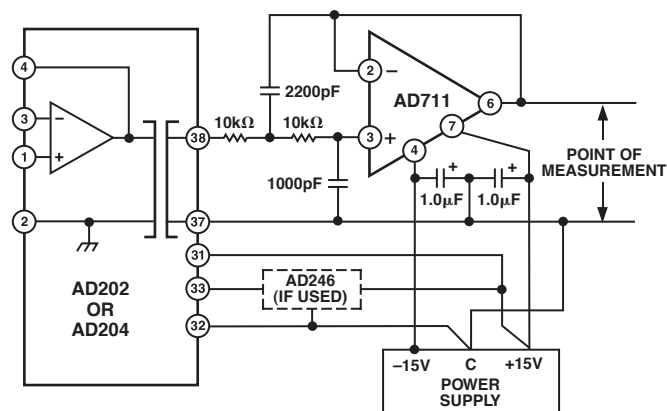 4
3
1
2
–
+
38
37
31
33
32
10kΩ
10kΩ
2200pF
1000pF
2
–
3
+
AD711
6
7
4
+
+
1.0μF
1.0μF
POINT OF
MEASUREMENT
AD202
OR
AD204
AD246
(IF USED)
–15V
C
+15V
POWER
SUPPLY